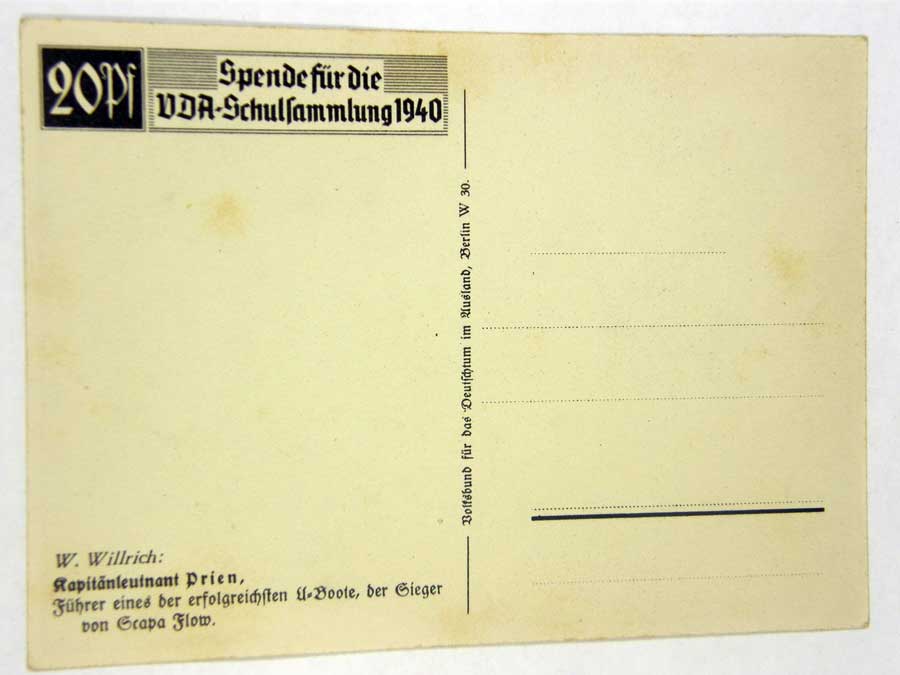 20Pf
Spende für die
VDA-Schulsammlung 1940
Volksbund für das Deutschtum im Ausland, Berlin W 30.
W. Willrich:
Kapitänleutnant Prien,
Führer eines der erfolgreichsten U-Boote, der Sieger
von Scapa Flow.